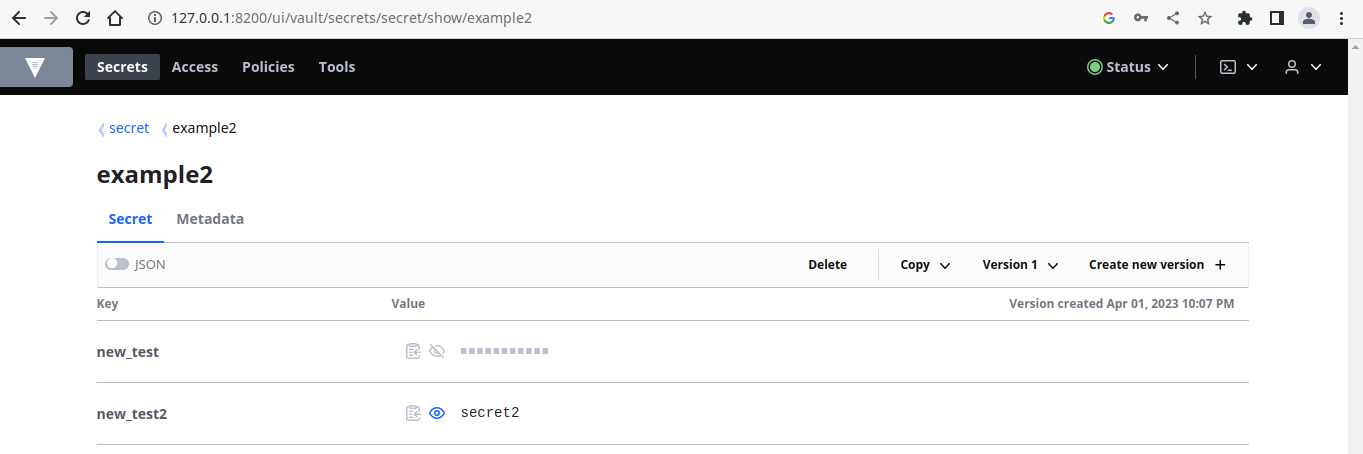 127.0.0.1:8200/ui/vault/secrets/secret/show/example2
Secrets Access Policies Tools Status
secret example2
example2
Secret Metadata
JSON Delete Copy Version 1 Create new version +
Key Value Version created Apr 01, 2023 10:07 PM
new_test
new_test2 secret2